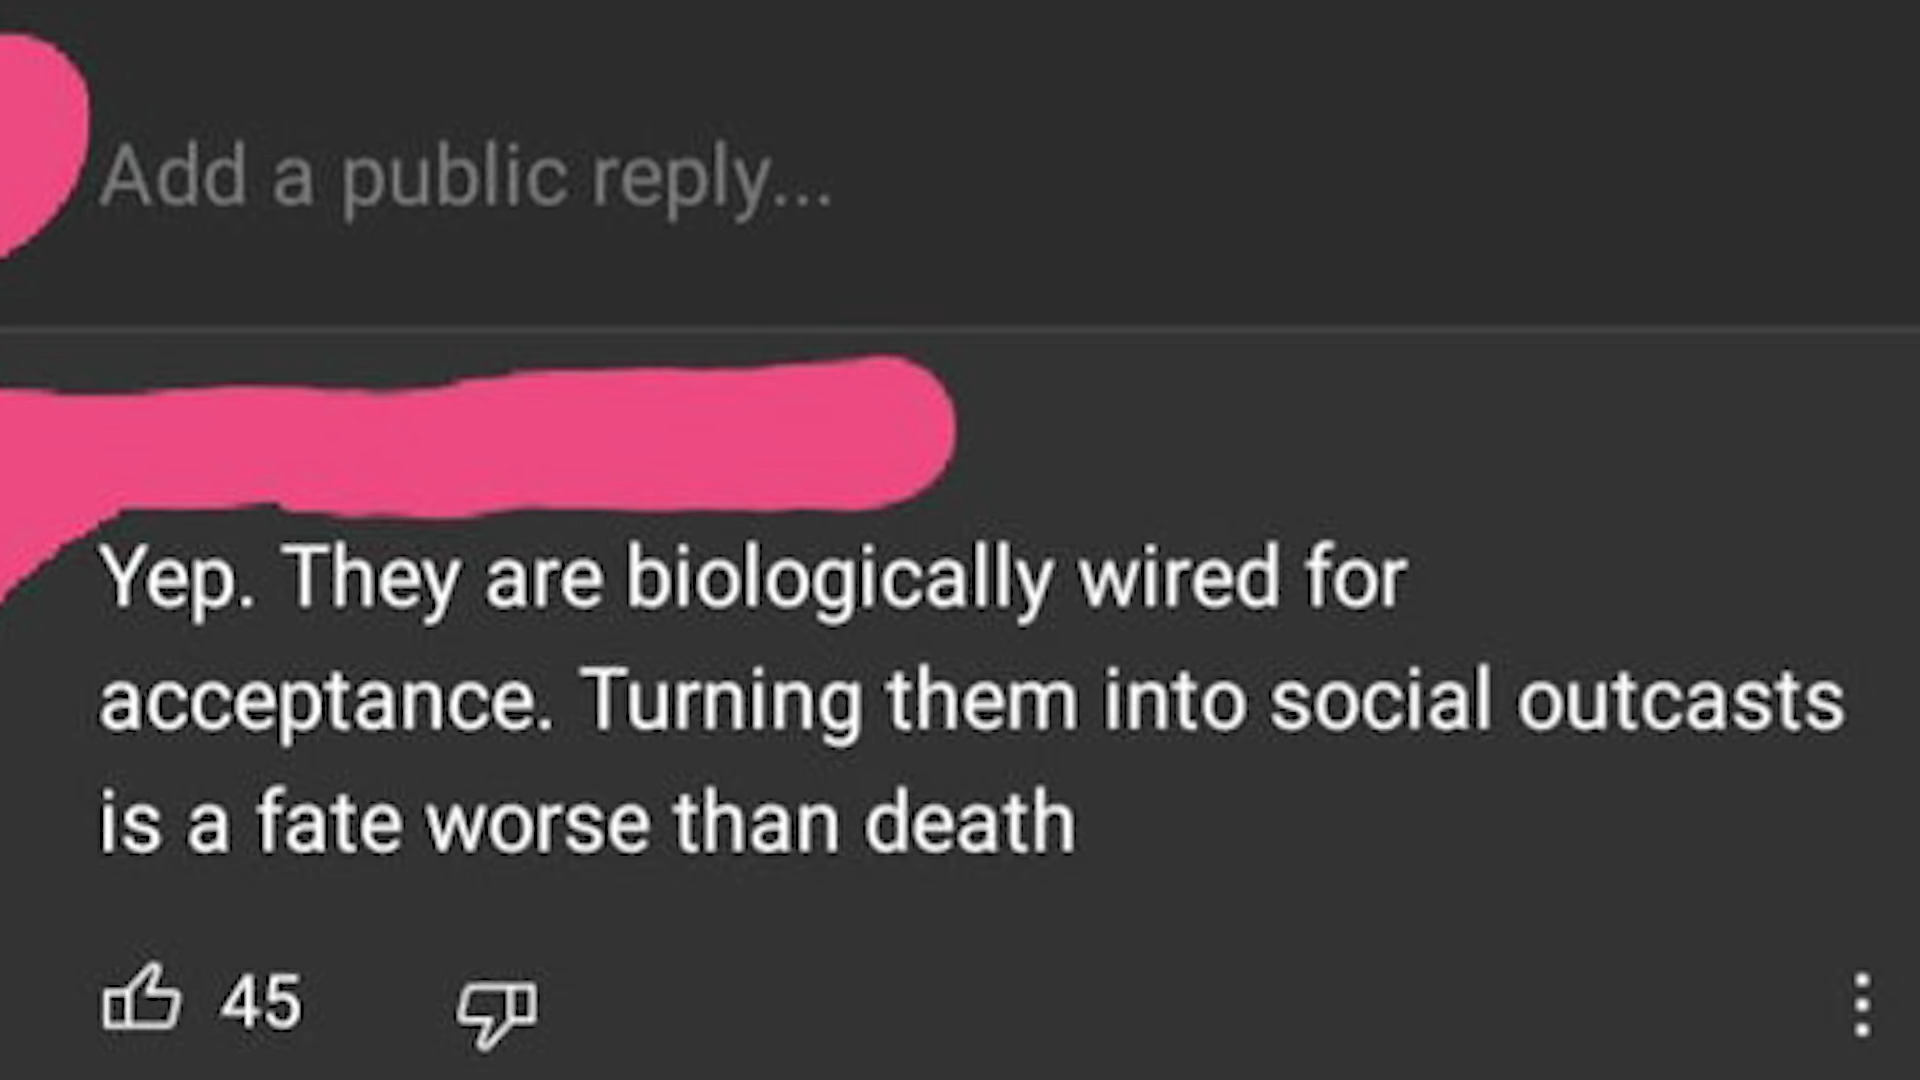 Add a public reply...
Yep. They are biologically wired for
acceptance. Turning them into social outcasts
is a fate worse than death
45